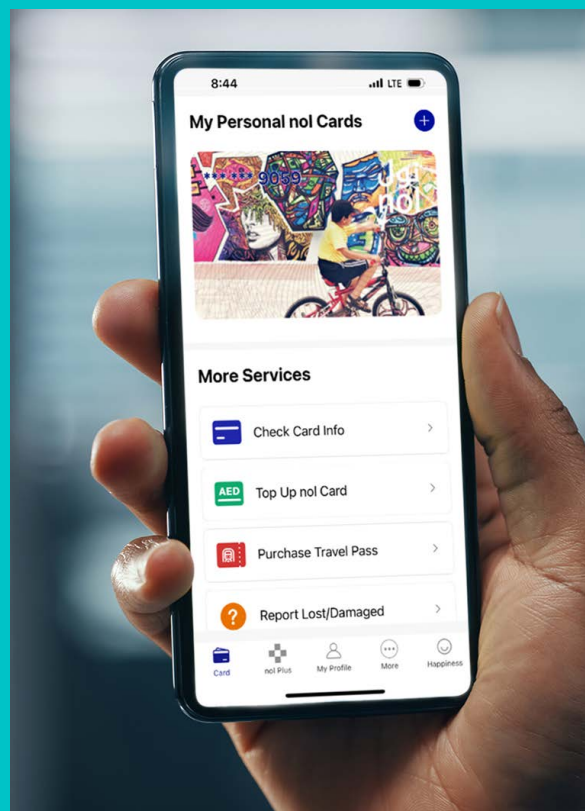 8:44
LTE
My Personal nol Cards
*** *** 9059
نول
nol
More Services
Check Card Info
AED
Top Up nol Card
Purchase Travel Pass
?
Report Lost/Damaged
Card
nol Plus
My Profile
More
Happiness